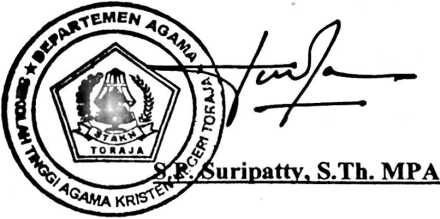 ★ DEPARTEMEN AGAMA
SEKOLAH TINGGI AGAMA KRISTEN NEGERI TORAJA
STAKN
TORAJA
S.P. Suripatty, S.Th. MPA